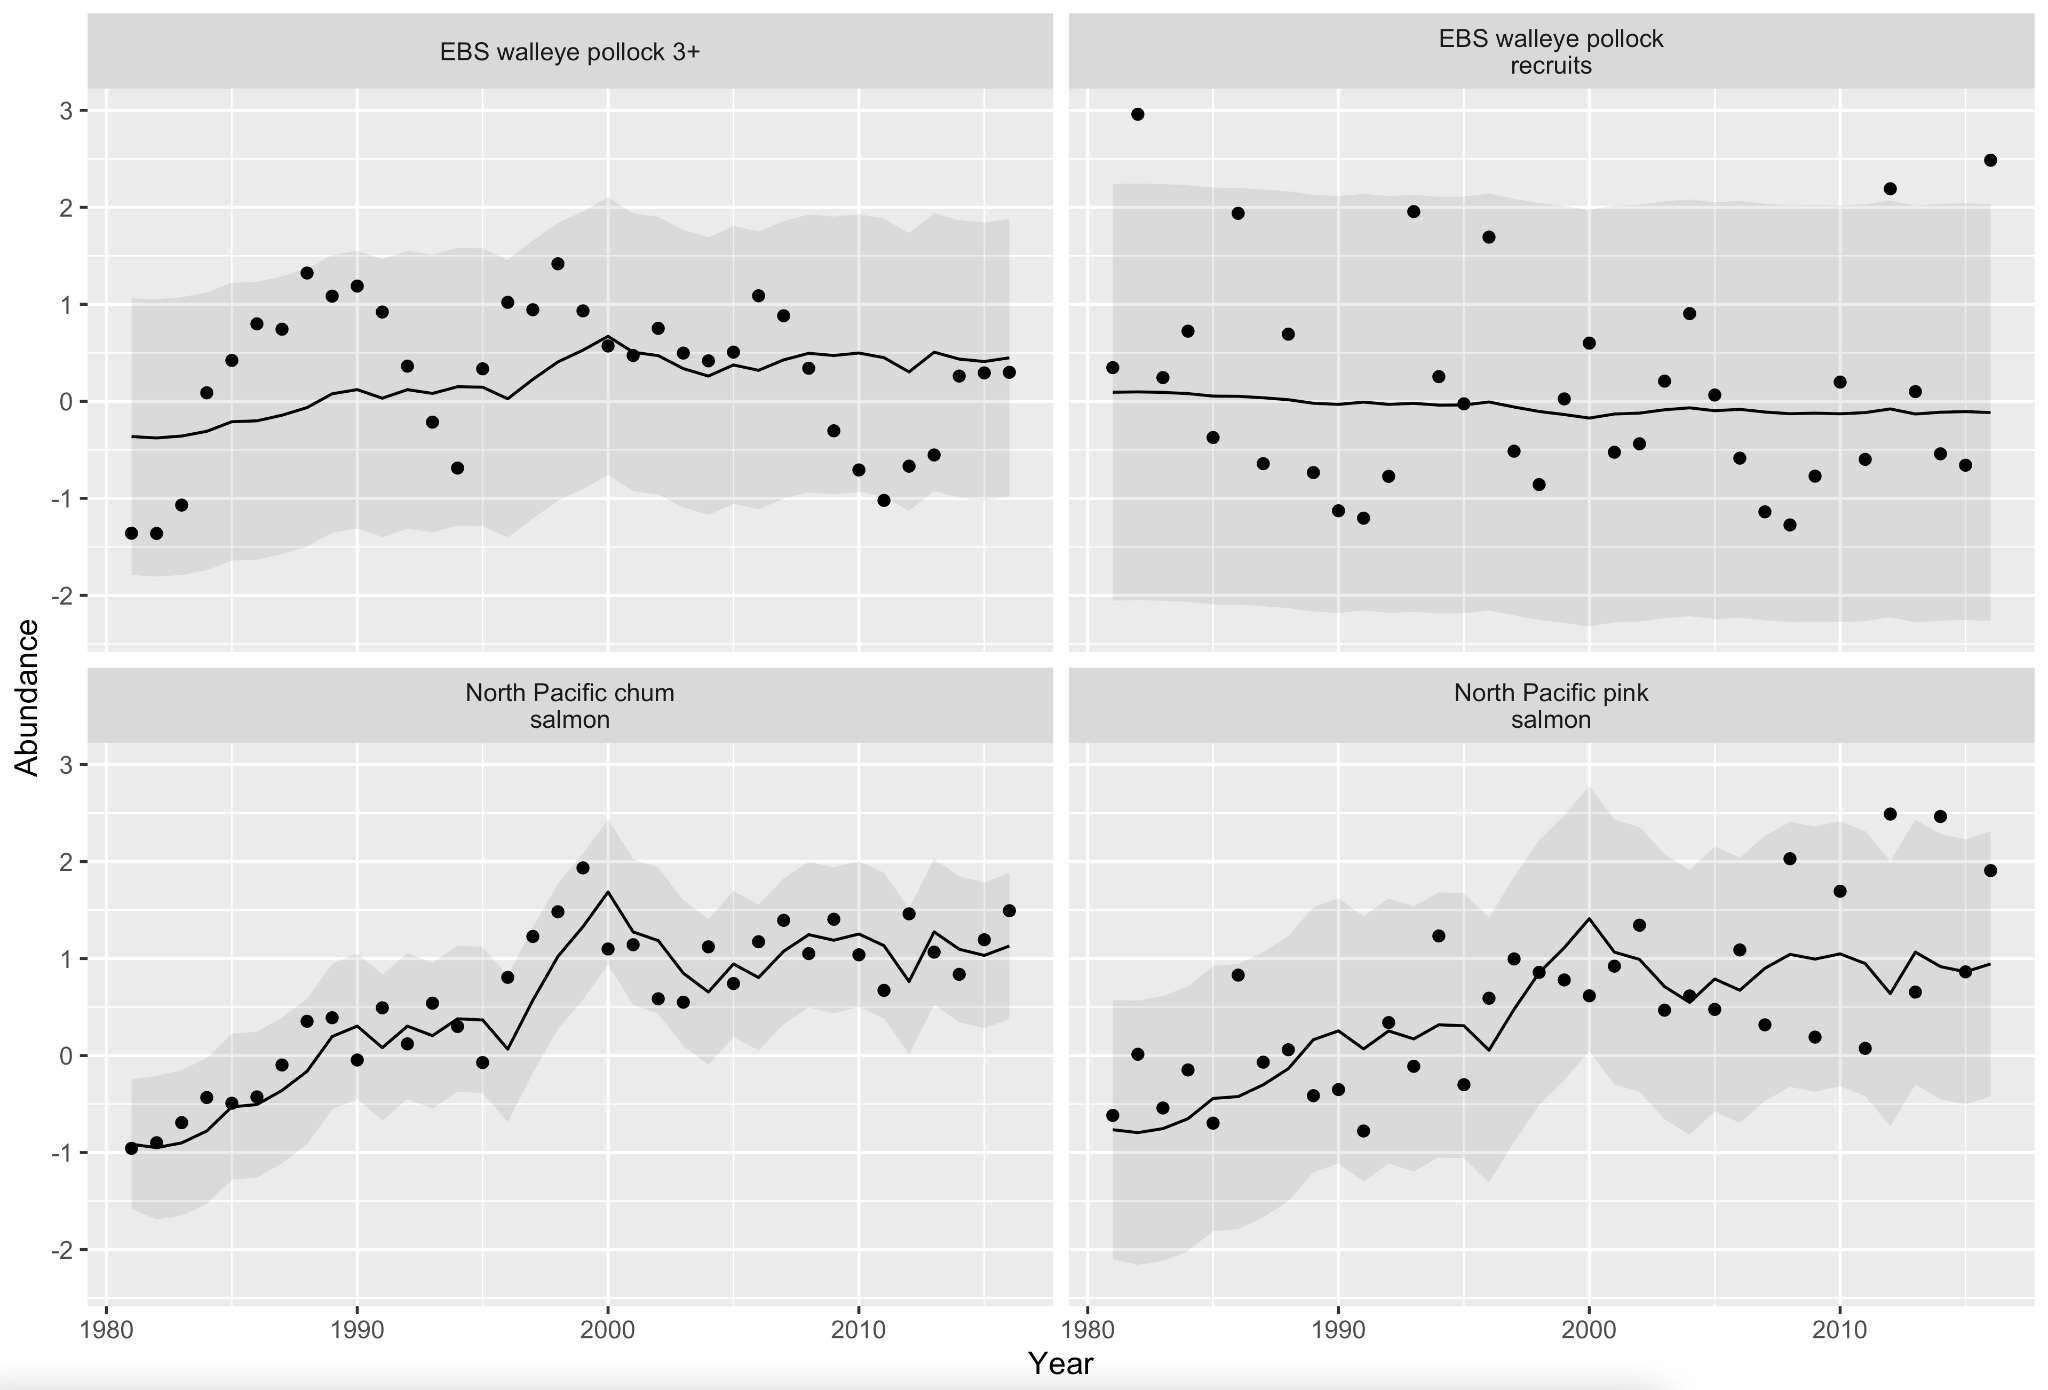 EBS walleye pollock 3+
EBS walleye pollock
recruits
3
2
1
0
-1
-2
North Pacific chum
salmon
North Pacific pink
salmon
3
2
1
0
-1
-2
Abundance
1980
1990
2000
2010
1980
1990
2000
2010
Year